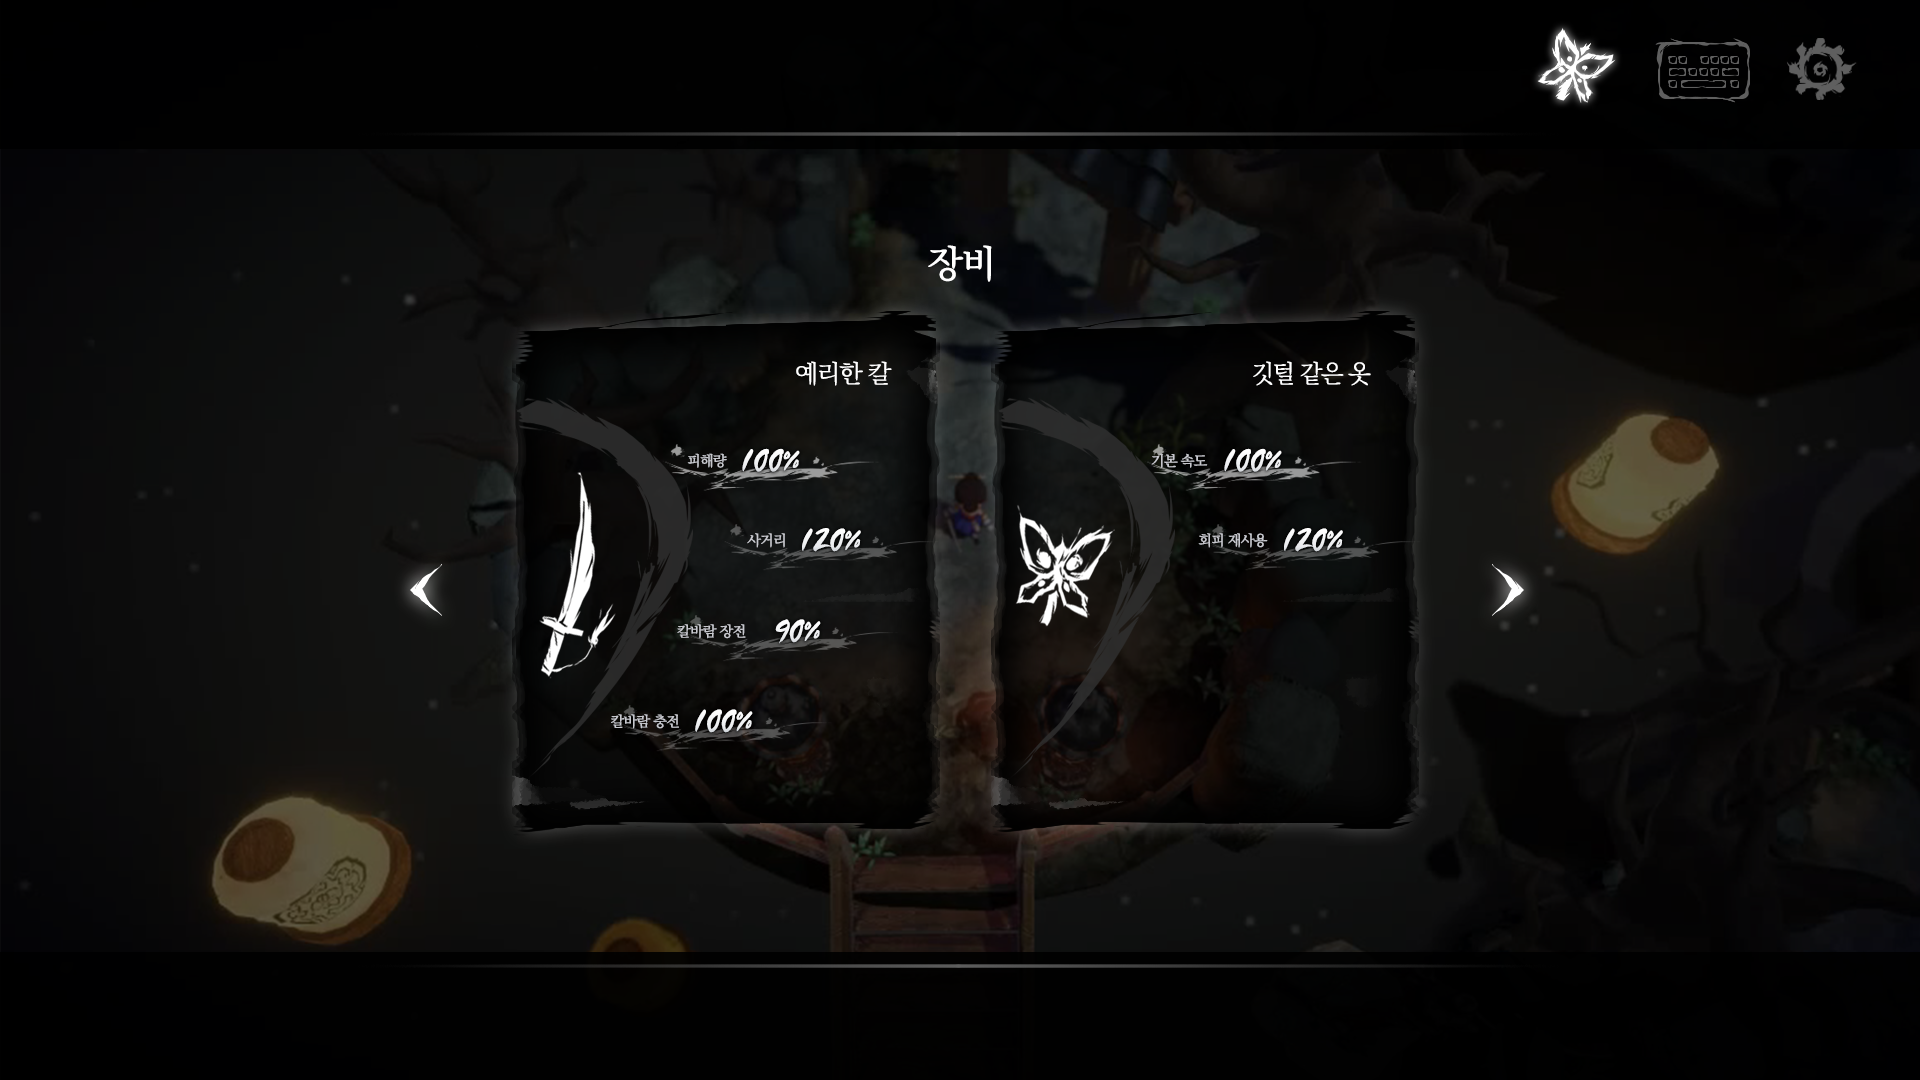 장비
예리한 칼
피해량 100%
사거리 120%
칼바람 장전 90%
칼바람 충전 100%
깃털 같은 옷
기본 속도 100%
회피 재사용 120%